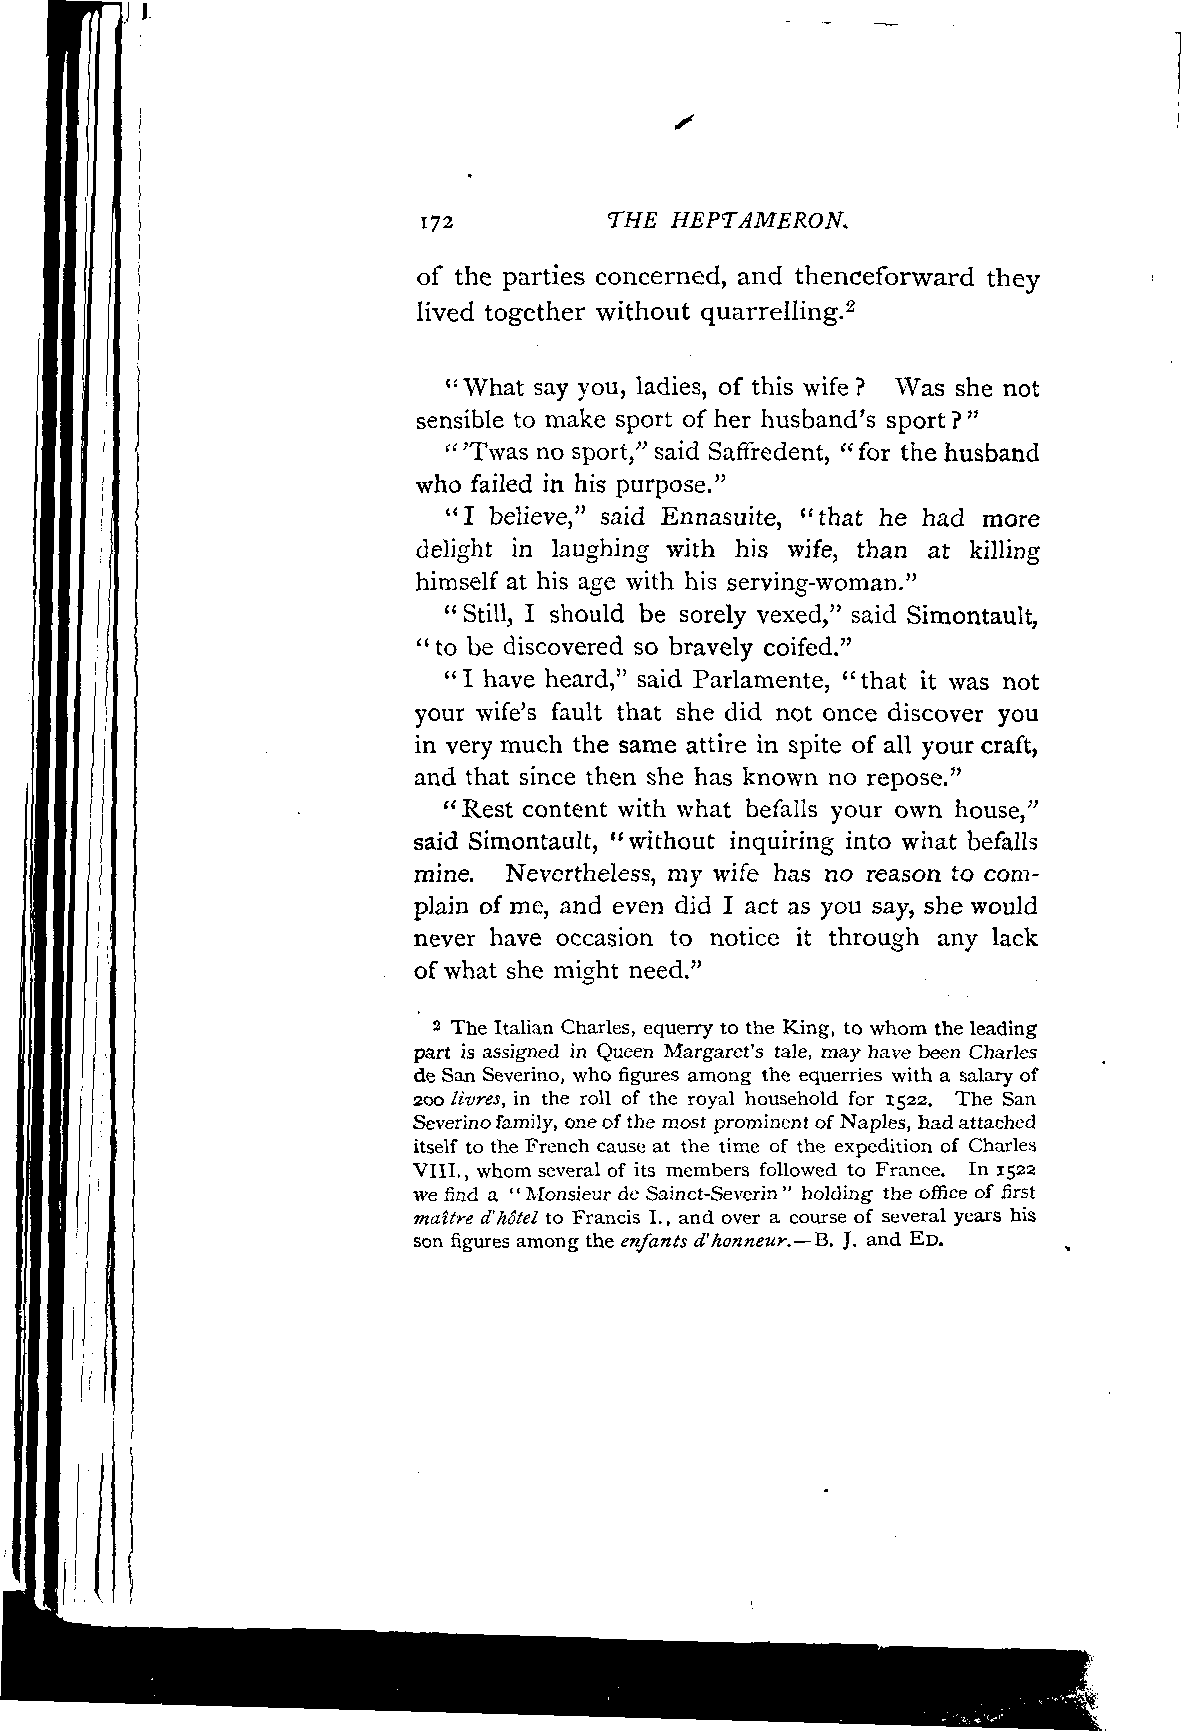 172 THE HEPTAMERON.
of the parties concerned, and thenceforward they
lived together without quarrelling.²
"What say you, ladies, of this wife? Was she not
sensible to make sport of her husband's sport?"
"'Twas no sport," said Saffredent, "for the husband
who failed in his purpose."
"I believe," said Ennasuite, "that he had more
delight in laughing with his wife, than at killing
himself at his age with his serving-woman."
"Still, I should be sorely vexed," said Simontault,
"to be discovered so bravely coifed."
"I have heard," said Parlamente, "that it was not
your wife's fault that she did not once discover you
in very much the same attire in spite of all your craft,
and that since then she has known no repose."
"Rest content with what befalls your own house,"
said Simontault, "without inquiring into what befalls
mine. Nevertheless, my wife has no reason to com-
plain of me, and even did I act as you say, she would
never have occasion to notice it through any lack
of what she might need."
² The Italian Charles, equerry to the King, to whom the leading
part is assigned in Queen Margaret's tale, may have been Charles
de San Severino, who figures among the equerries with a salary of
200 livres, in the roll of the royal household for 1522. The San
Severino family, one of the most prominent of Naples, had attached
itself to the French cause at the time of the expedition of Charles
VIII., whom several of its members followed to France. In 1522
we find a "Monsieur de Sainct-Severin" holding the office of first
maître d'hôtel to Francis I., and over a course of several years his
son figures among the enfants d'honneur.—B. J. and ED.